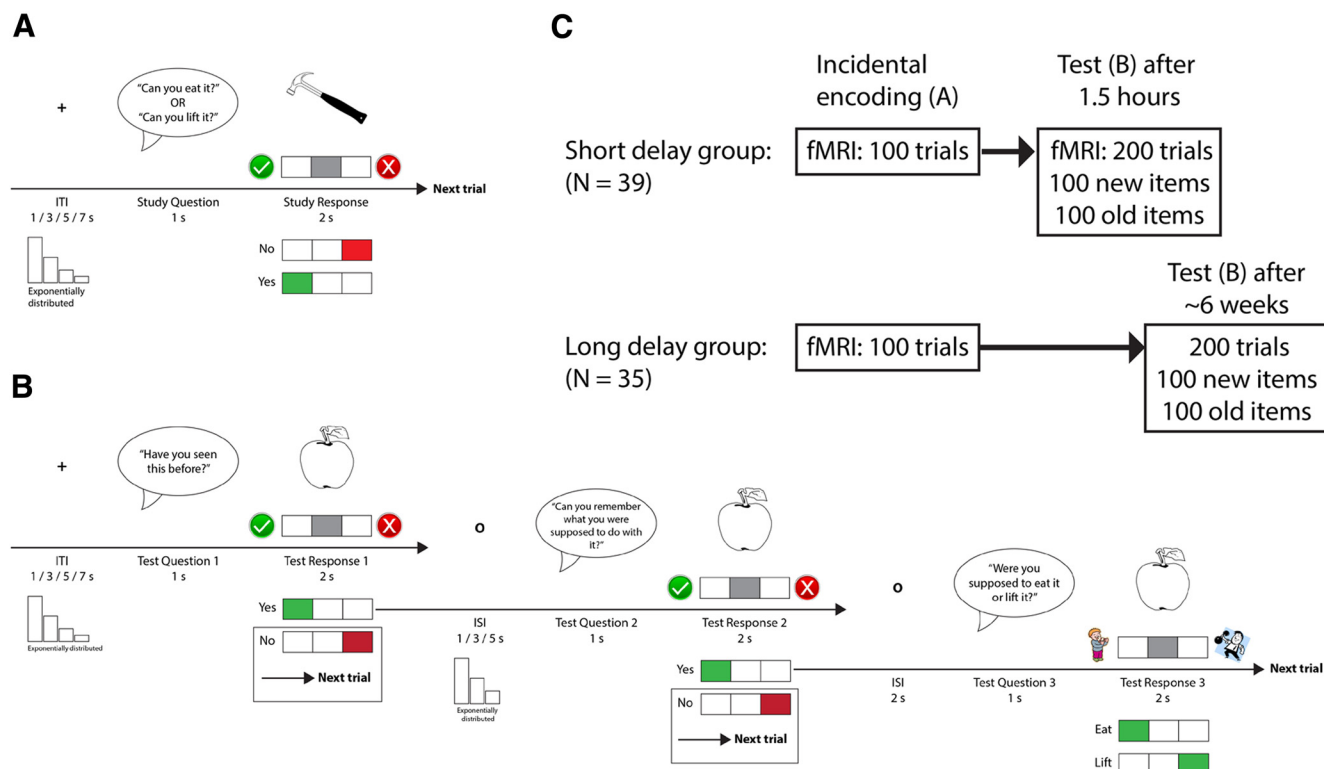 A
"Can you eat it?"
OR
"Can you lift it?"
+
Next trial
ITI
1 / 3 / 5 / 7 s
Study Question
1 s
Study Response
2 s
No
Yes
Exponentially
distributed
C
Incidental
encoding (A)
Test (B) after
1.5 hours
Short delay group:
(N = 39)
fMRI: 100 trials
fMRI: 200 trials
100 new items
100 old items
Test (B) after
~6 weeks
Long delay group:
(N = 35)
fMRI: 100 trials
200 trials
100 new items
100 old items
B
+
"Have you seen
this before?"
ITI
1 / 3 / 5 / 7 s
Test Question 1
1 s
Test Response 1
2 s
Exponentially distributed
Yes
No
Next trial
o
"Can you remember
what you were
supposed to do with
it?"
ISI
1 / 3 / 5 s
Test Question 2
1 s
Test Response 2
2 s
Exponentially
distributed
Yes
No
Next trial
o
"Were you
supposed to eat it
or lift it?"
Next trial
ISI
2 s
Test Question 3
1 s
Test Response 3
2 s
Eat
Lift